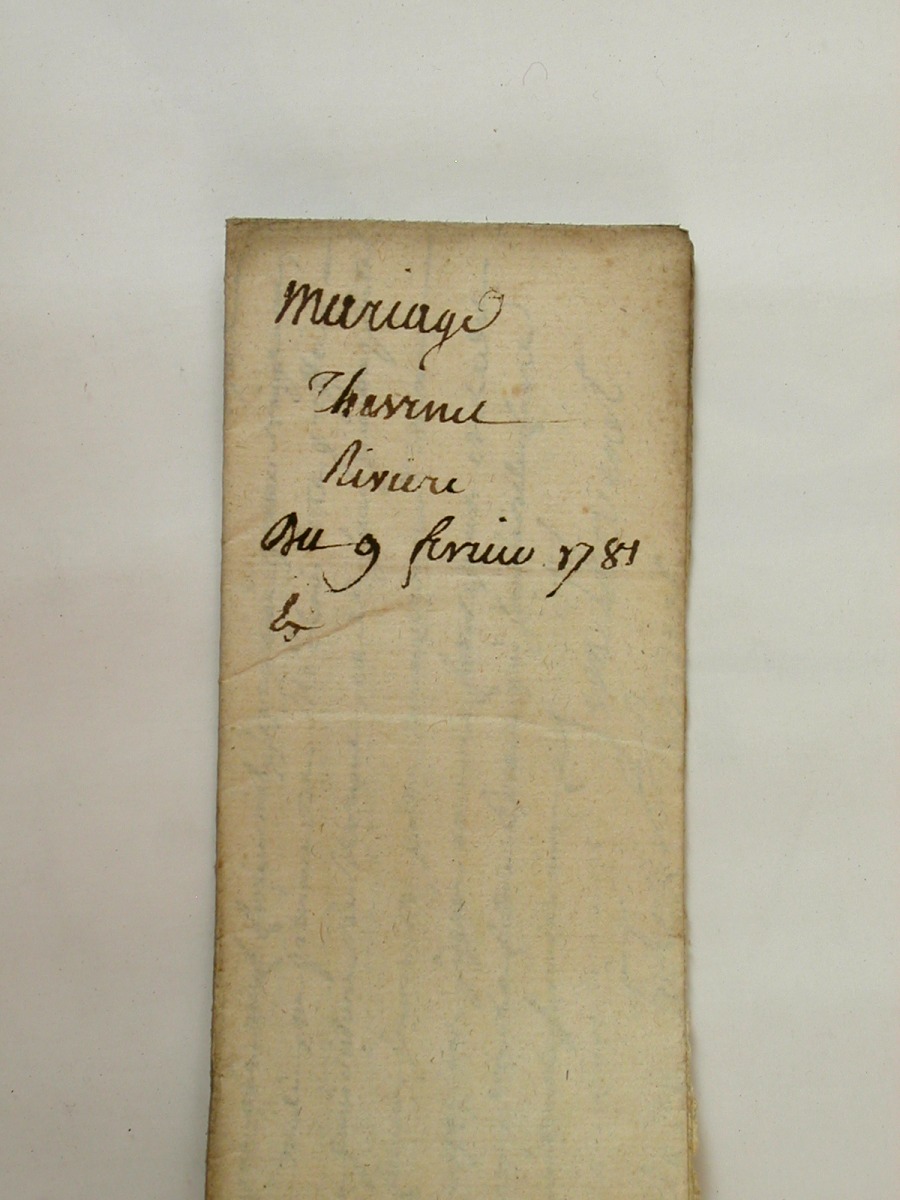 Mariage
Thevenet
Riviere
Du 9 fevrier 1781